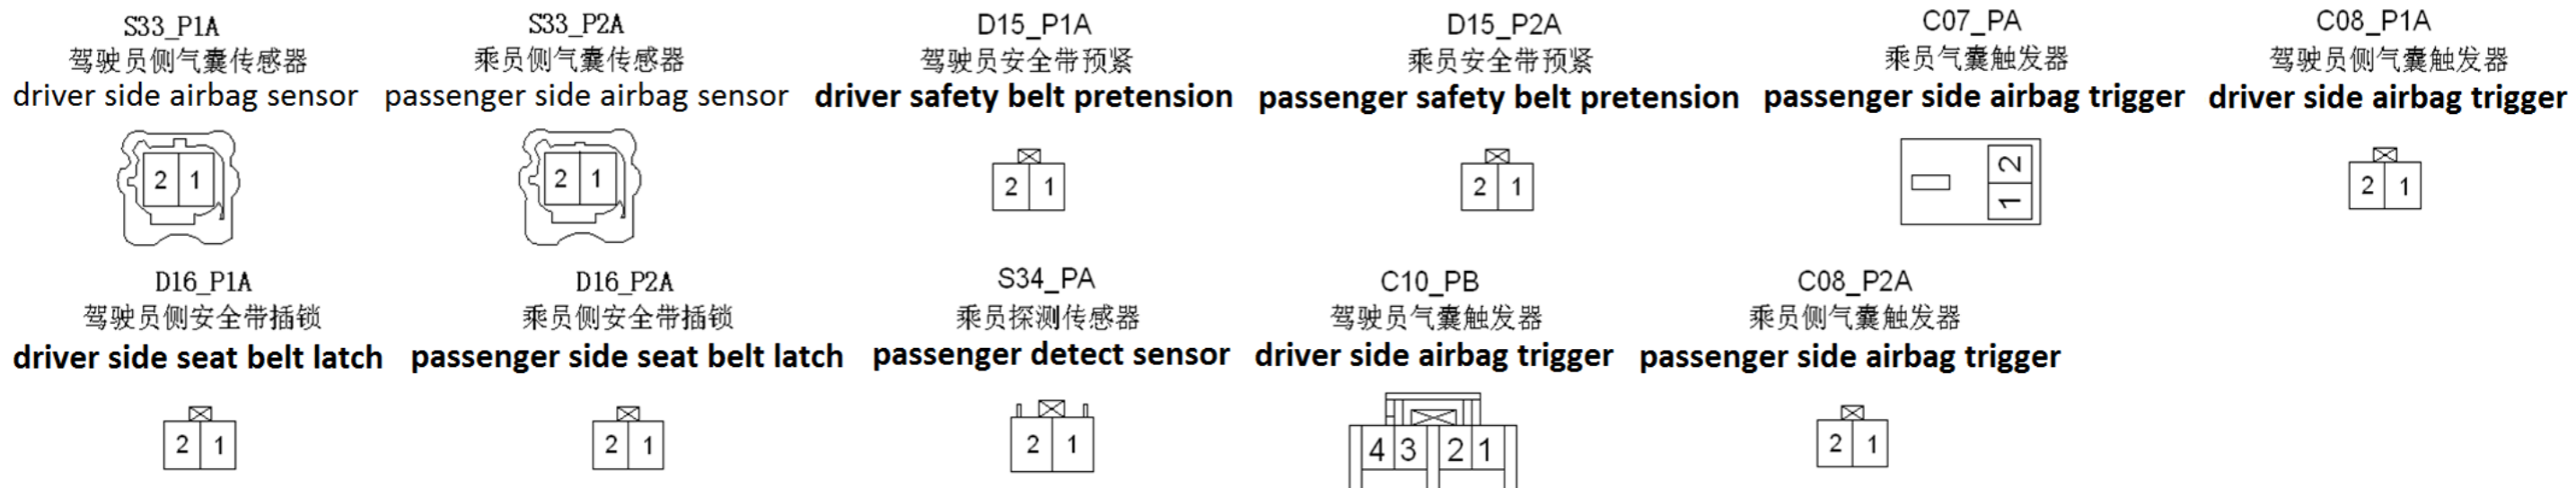 S33_P1A
驾驶员侧气囊传感器
driver side airbag sensor
2 1
S33_P2A
乘员侧气囊传感器
passenger side airbag sensor
2 1
D15_P1A
驾驶员安全带预紧
driver safety belt pretension
2 1
D15_P2A
乘员安全带预紧
passenger safety belt pretension
2 1
C07_PA
乘员气囊触发器
passenger side airbag trigger
1 2
C08_P1A
驾驶员侧气囊触发器
driver side airbag trigger
2 1
D16_P1A
驾驶员侧安全带插锁
driver side seat belt latch
2 1
D16_P2A
乘员侧安全带插锁
passenger side seat belt latch
2 1
S34_PA
乘员探测传感器
passenger detect sensor
2 1
C10_PB
驾驶员气囊触发器
driver side airbag trigger
4 3 2 1
C08_P2A
乘员侧气囊触发器
passenger side airbag trigger
2 1